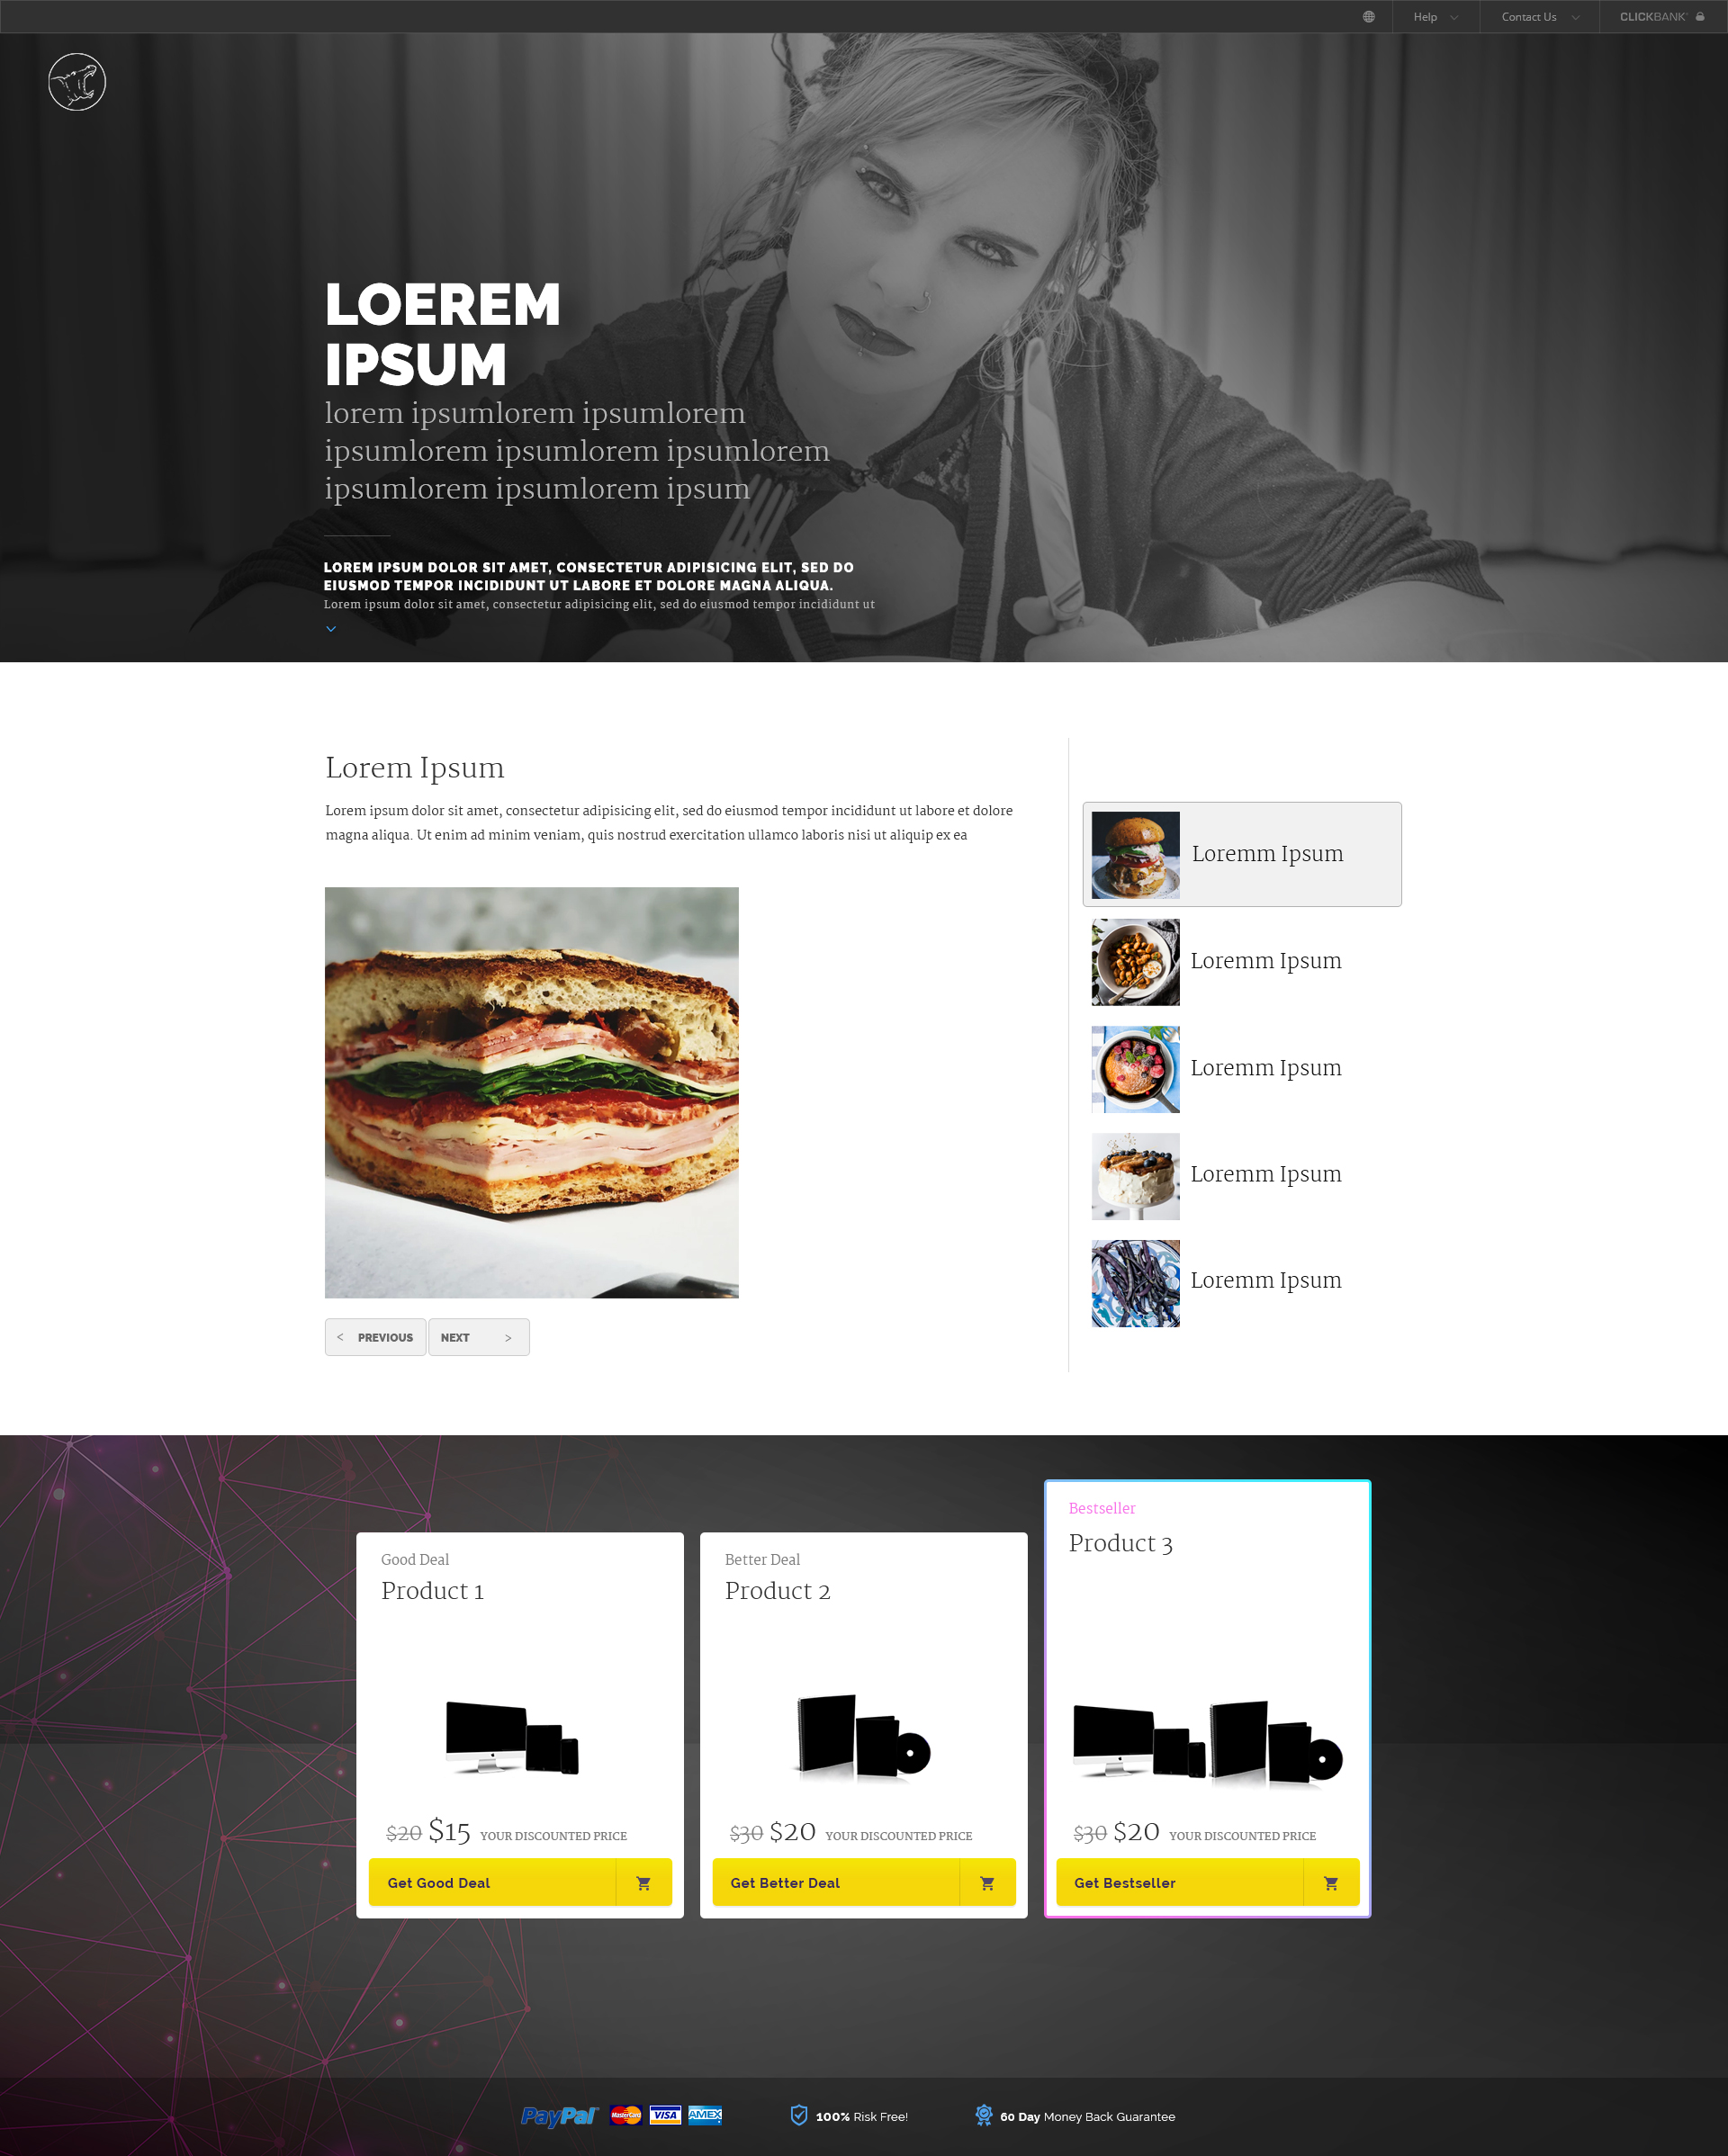 Help
Contact Us
CLICKBANK
LOEREM
IPSUM
lorem ipsumlorem ipsumlorem
ipsumlorem ipsumlorem ipsumlorem
ipsumlorem ipsumlorem ipsum
LOREM IPSUM DOLOR SIT AMET, CONSECTETUR ADIPISICING ELIT, SED DO
EIUSMOD TEMPOR INCIDIDUNT UT LABORE ET DOLORE MAGNA ALIQUA.
Lorem ipsum dolor sit amet, consectetur adipisicing elit, sed do eiusmod tempor incididunt ut
Lorem Ipsum
Lorem ipsum dolor sit amet, consectetur adipisicing elit, sed do eiusmod tempor incididunt ut labore et dolore
magna aliqua. Ut enim ad minim veniam, quis nostrud exercitation ullamco laboris nisi ut aliquip ex ea
< PREVIOUS
NEXT >
Loremm Ipsum
Loremm Ipsum
Loremm Ipsum
Loremm Ipsum
Loremm Ipsum
Good Deal
Product 1
$20 $15 YOUR DISCOUNTED PRICE
Get Good Deal
Better Deal
Product 2
$30 $20 YOUR DISCOUNTED PRICE
Get Better Deal
Bestseller
Product 3
$30 $20 YOUR DISCOUNTED PRICE
Get Bestseller
PayPal
MasterCard
VISA
AMEX
100% Risk Free!
60 Day Money Back Guarantee